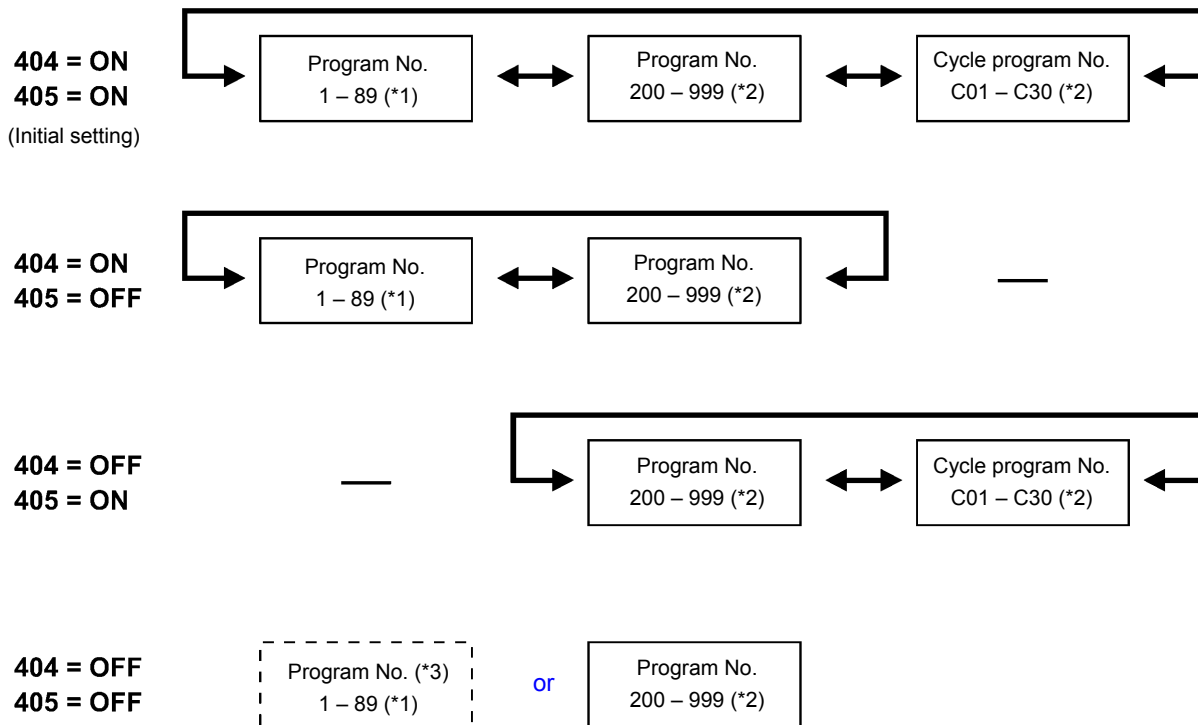 404 = ON
405 = ON
(Initial setting)
Program No.
1 – 89 (*1)
Program No.
200 – 999 (*2)
Cycle program No.
C01 – C30 (*2)
404 = ON
405 = OFF
Program No.
1 – 89 (*1)
Program No.
200 – 999 (*2)
404 = OFF
405 = ON
Program No.
200 – 999 (*2)
Cycle program No.
C01 – C30 (*2)
404 = OFF
405 = OFF
Program No. (*3)
1 – 89 (*1)
or
Program No.
200 – 999 (*2)